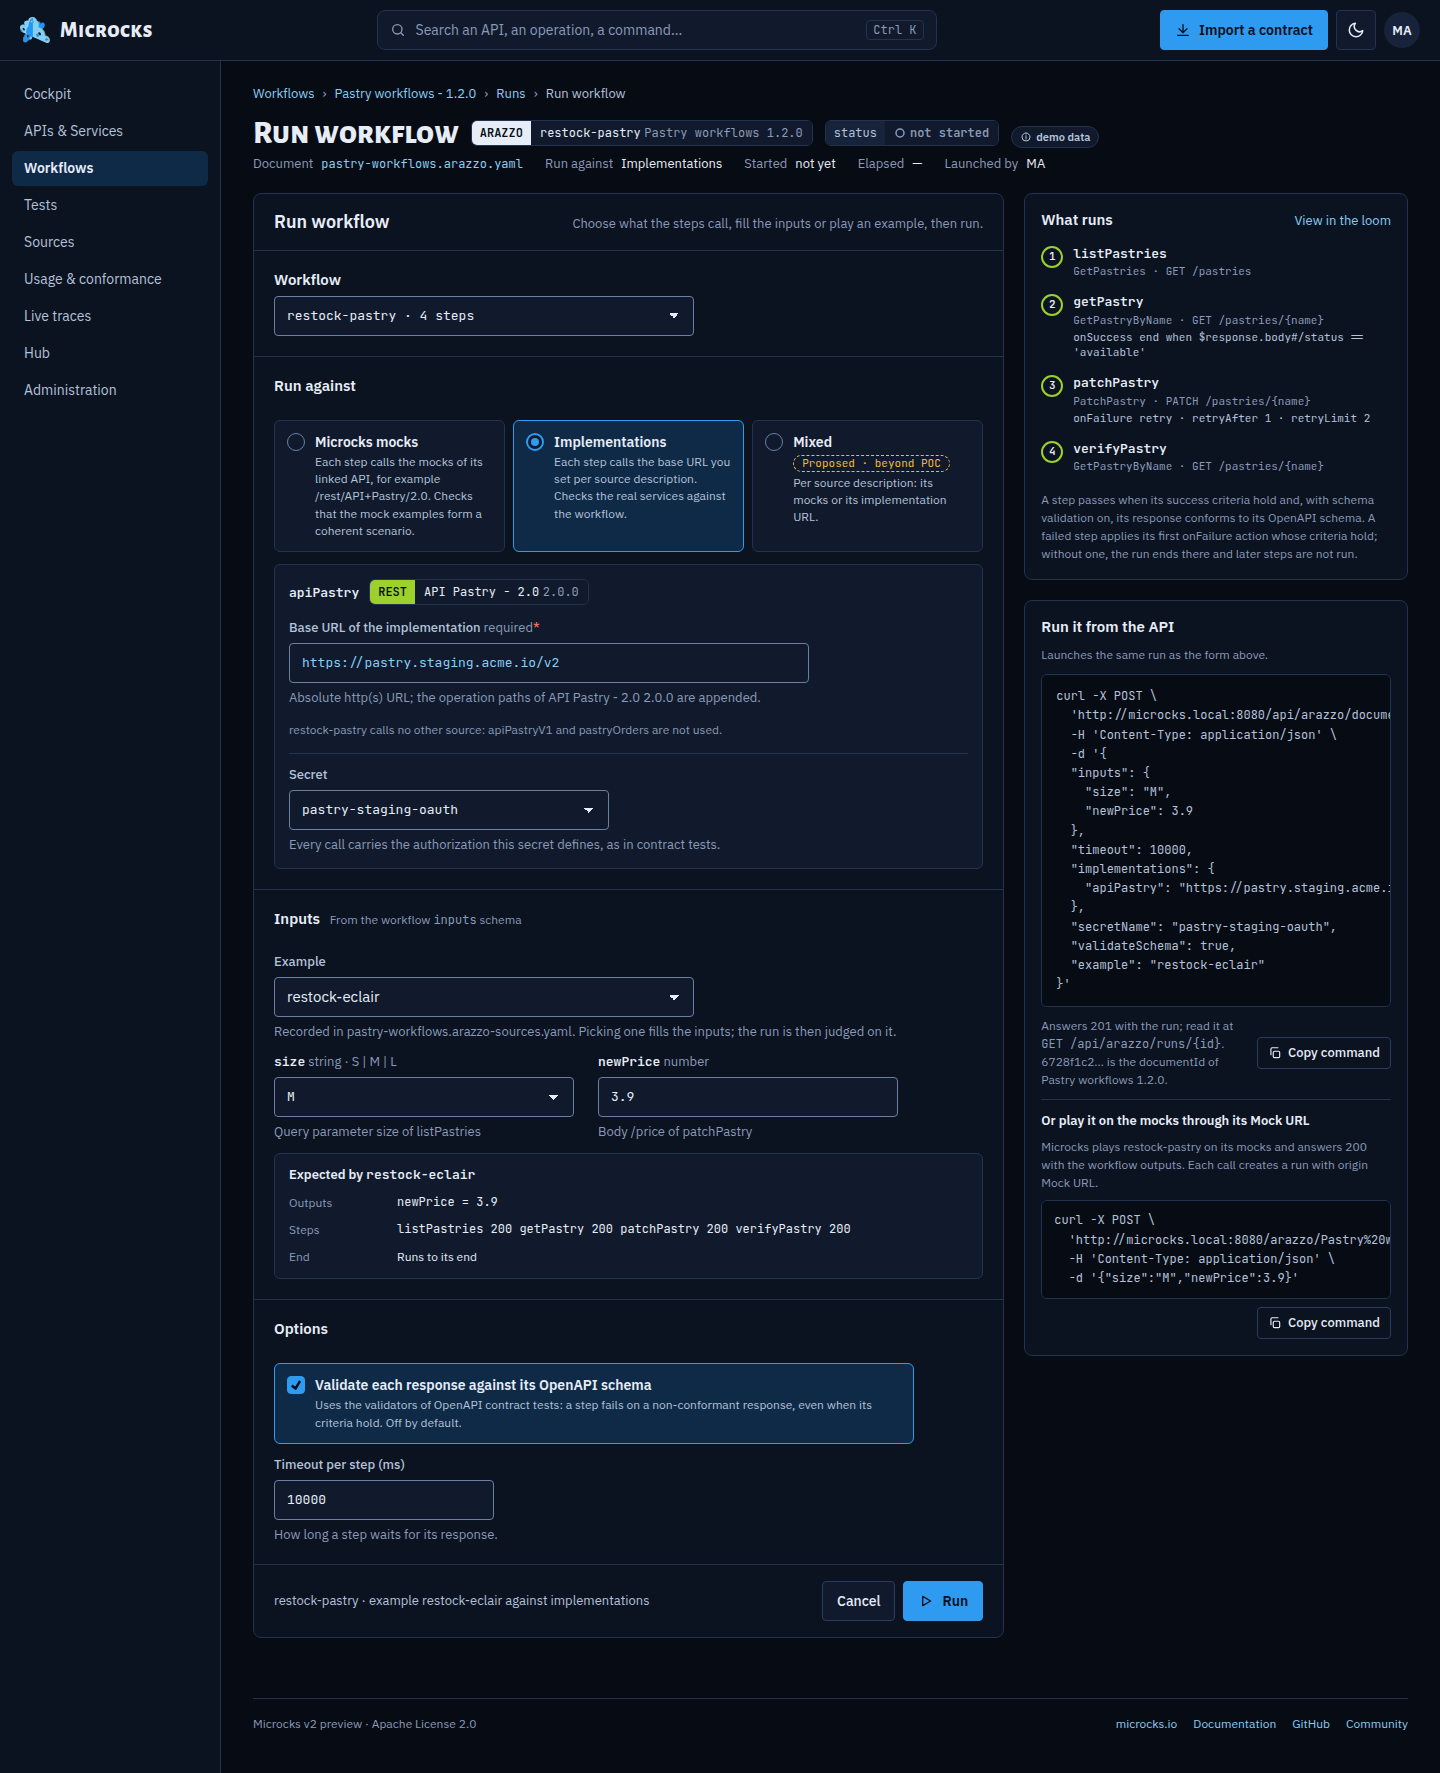 Microcks
Search an API, an operation, a command...
Ctrl K
Import a contract
MA
Cockpit
APIs & Services
Workflows
Tests
Sources
Usage & conformance
Live traces
Hub
Administration
Workflows › Pastry workflows - 1.2.0 › Runs › Run workflow
Run workflow
ARAZZO restock-pastry Pastry workflows 1.2.0
status not started
demo data
Document pastry-workflows.arazzo.yaml Run against Implementations Started not yet Elapsed — Launched by MA
Run workflow
Choose what the steps call, fill the inputs or play an example, then run.
Workflow
restock-pastry · 4 steps
Run against
Microcks mocks
Each step calls the mocks of its
linked API, for example
/rest/API+Pastry/2.0. Checks
that the mock examples form a
coherent scenario.
Implementations
Each step calls the base URL you
set per source description.
Checks the real services against
the workflow.
Mixed
Proposed · beyond POC
Per source description: its
mocks or its implementation
URL.
apiPastry REST API Pastry - 2.0 2.0.0
Base URL of the implementation required*
https://pastry.staging.acme.io/v2
Absolute http(s) URL; the operation paths of API Pastry - 2.0 2.0.0 are appended.
restock-pastry calls no other source: apiPastryV1 and pastryOrders are not used.
Secret
pastry-staging-oauth
Every call carries the authorization this secret defines, as in contract tests.
Inputs From the workflow inputs schema
Example
restock-eclair
Recorded in pastry-workflows.arazzo-sources.yaml. Picking one fills the inputs; the run is then judged on it.
size string · S | M | L
M
Query parameter size of listPastries
newPrice number
3.9
Body /price of patchPastry
Expected by restock-eclair
Outputs newPrice = 3.9
Steps listPastries 200 getPastry 200 patchPastry 200 verifyPastry 200
End Runs to its end
Options
Validate each response against its OpenAPI schema
Uses the validators of OpenAPI contract tests: a step fails on a non-conformant response, even when its
criteria hold. Off by default.
Timeout per step (ms)
10000
How long a step waits for its response.
restock-pastry · example restock-eclair against implementations
Cancel
Run
What runs
View in the loom
1 listPastries
GetPastries · GET /pastries
2 getPastry
GetPastryByName · GET /pastries/{name}
onSuccess end when $response.body#/status ==
'available'
3 patchPastry
PatchPastry · PATCH /pastries/{name}
onFailure retry · retryAfter 1 · retryLimit 2
4 verifyPastry
GetPastryByName · GET /pastries/{name}
A step passes when its success criteria hold and, with schema
validation on, its response conforms to its OpenAPI schema. A
failed step applies its first onFailure action whose criteria hold;
without one, the run ends there and later steps are not run.
Run it from the API
Launches the same run as the form above.
curl -X POST \
'http://microcks.local:8080/api/arazzo/docume
-H 'Content-Type: application/json' \
-d '{
"inputs": {
"size": "M",
"newPrice": 3.9
},
"timeout": 10000,
"implementations": {
"apiPastry": "https://pastry.staging.acme.i
},
"secretName": "pastry-staging-oauth",
"validateSchema": true,
"example": "restock-eclair"
}'
Answers 201 with the run; read it at
GET /api/arazzo/runs/{id}.
6728f1c2... is the documentId of
Pastry workflows 1.2.0.
Copy command
Or play it on the mocks through its Mock URL
Microcks plays restock-pastry on its mocks and answers 200
with the workflow outputs. Each call creates a run with origin
Mock URL.
curl -X POST \
'http://microcks.local:8080/arazzo/Pastry%20w
-H 'Content-Type: application/json' \
-d '{"size":"M","newPrice":3.9}'
Copy command
Microcks v2 preview · Apache License 2.0
microcks.io Documentation GitHub Community